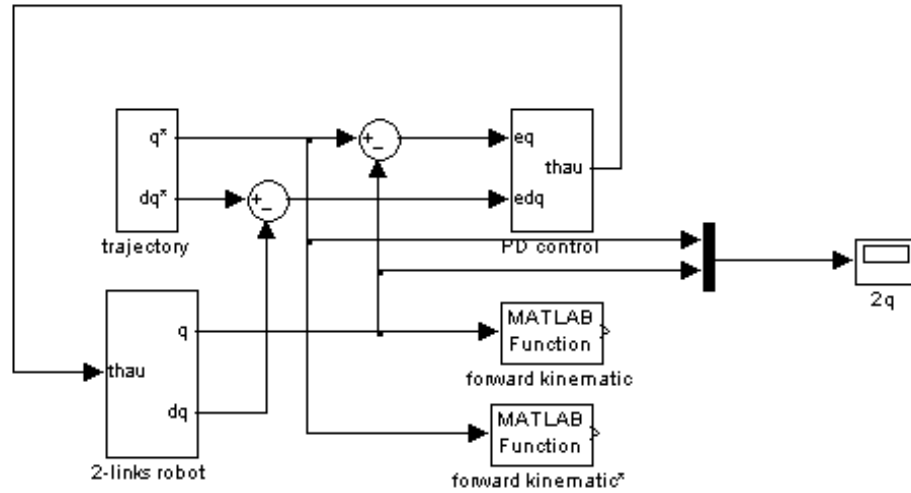 q*
+
_
eq
thau
dq*
+
_
edq
trajectory
PD control
2q
q
MATLAB
Function
thau
forward kinematic
dq
MATLAB
Function
2-links robot
forward kinematic*